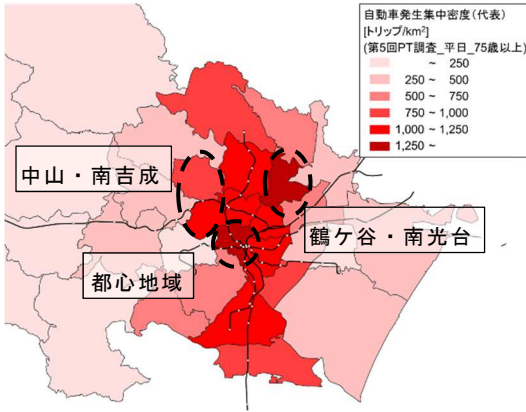 自動車発生集中密度(代表)
[トリップ/km²]
(第5回PT調査_平日_75歳以上)
～ 250
250 ～ 500
500 ～ 750
750 ～ 1,000
1,000 ～ 1,250
1,250 ～
中山・南吉成
鶴ケ谷・南光台
都心地域